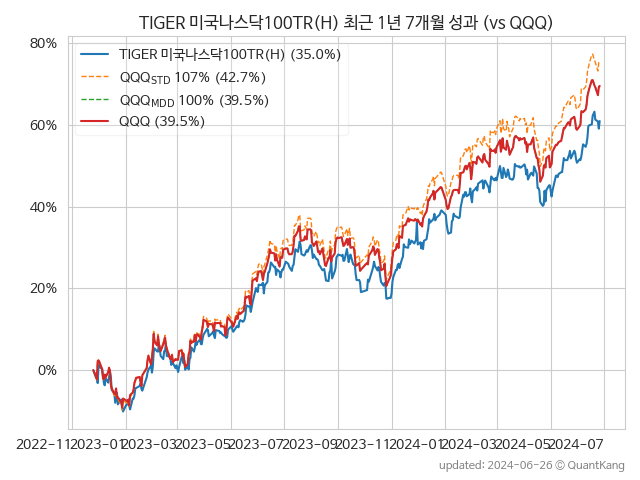 TIGER 미국나스닥100TR(H) 최근 1년 7개월 성과 (vs QQQ)
TIGER 미국나스닥100TR(H) (35.0%)
QQQSTD 107% (42.7%)
QQQMDD 100% (39.5%)
QQQ (39.5%)
80%
60%
40%
20%
0%
2022-11 2023-01 2023-03 2023-05 2023-07 2023-09 2023-11 2024-01 2024-03 2024-05 2024-07
updated: 2024-06-26 © QuantKang